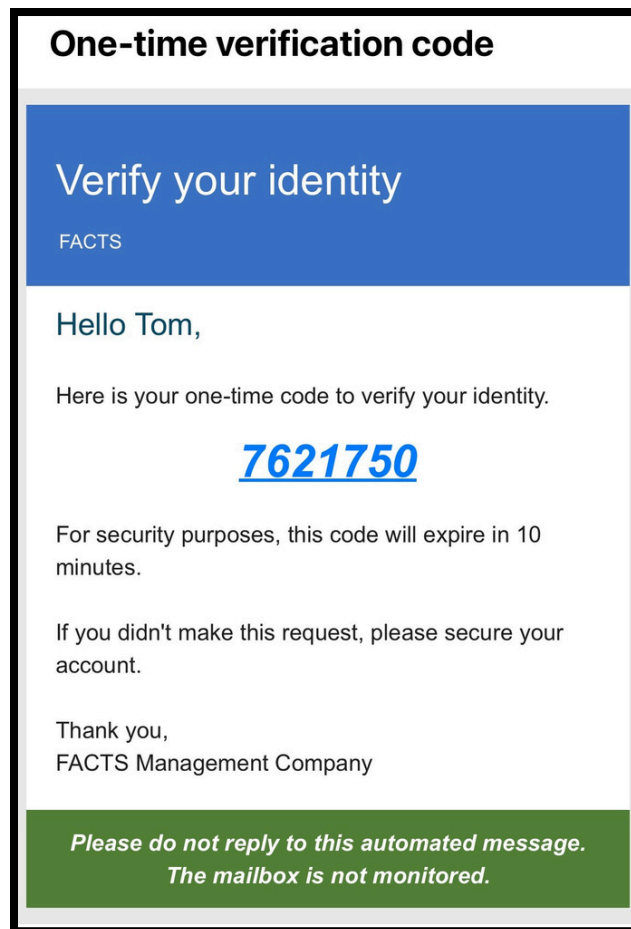 One-time verification code
Verify your identity
FACTS
Hello Tom,
Here is your one-time code to verify your identity.
7621750
For security purposes, this code will expire in 10
minutes.
If you didn't make this request, please secure your
account.
Thank you,
FACTS Management Company
Please do not reply to this automated message.
The mailbox is not monitored.